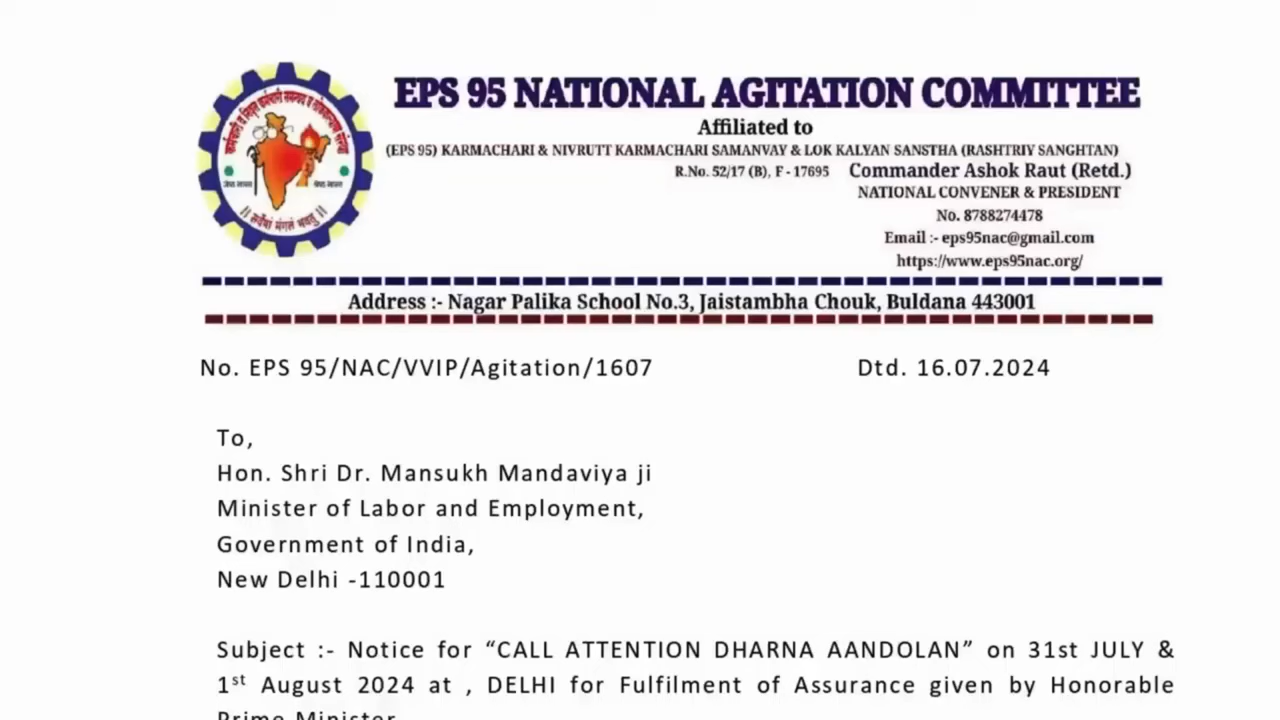 EPS 95 NATIONAL AGITATION COMMITTEE
Affiliated to
(EPS 95) KARMACHARI & NIVRUTT KARMACHARI SAMANVAY & LOK KALYAN SANSTHA (RASHTRIY SANGHTAN)
R.No. 52/17 (B), F - 17695
Commander Ashok Raut (Retd.)
NATIONAL CONVENER & PRESIDENT
No. 8788274478
Email :- eps95nac@gmail.com
https://www.eps95nac.org/
सर्वेषां मंगलं भवतु
Address :- Nagar Palika School No.3, Jaistambha Chouk, Buldana 443001
No. EPS 95/NAC/VVIP/Agitation/1607 Dtd. 16.07.2024
To,
Hon. Shri Dr. Mansukh Mandaviya ji
Minister of Labor and Employment,
Government of India,
New Delhi -110001
Subject :- Notice for “CALL ATTENTION DHARNA AANDOLAN” on 31st JULY &
1st August 2024 at , DELHI for Fulfilment of Assurance given by Honorable
Prime Minister